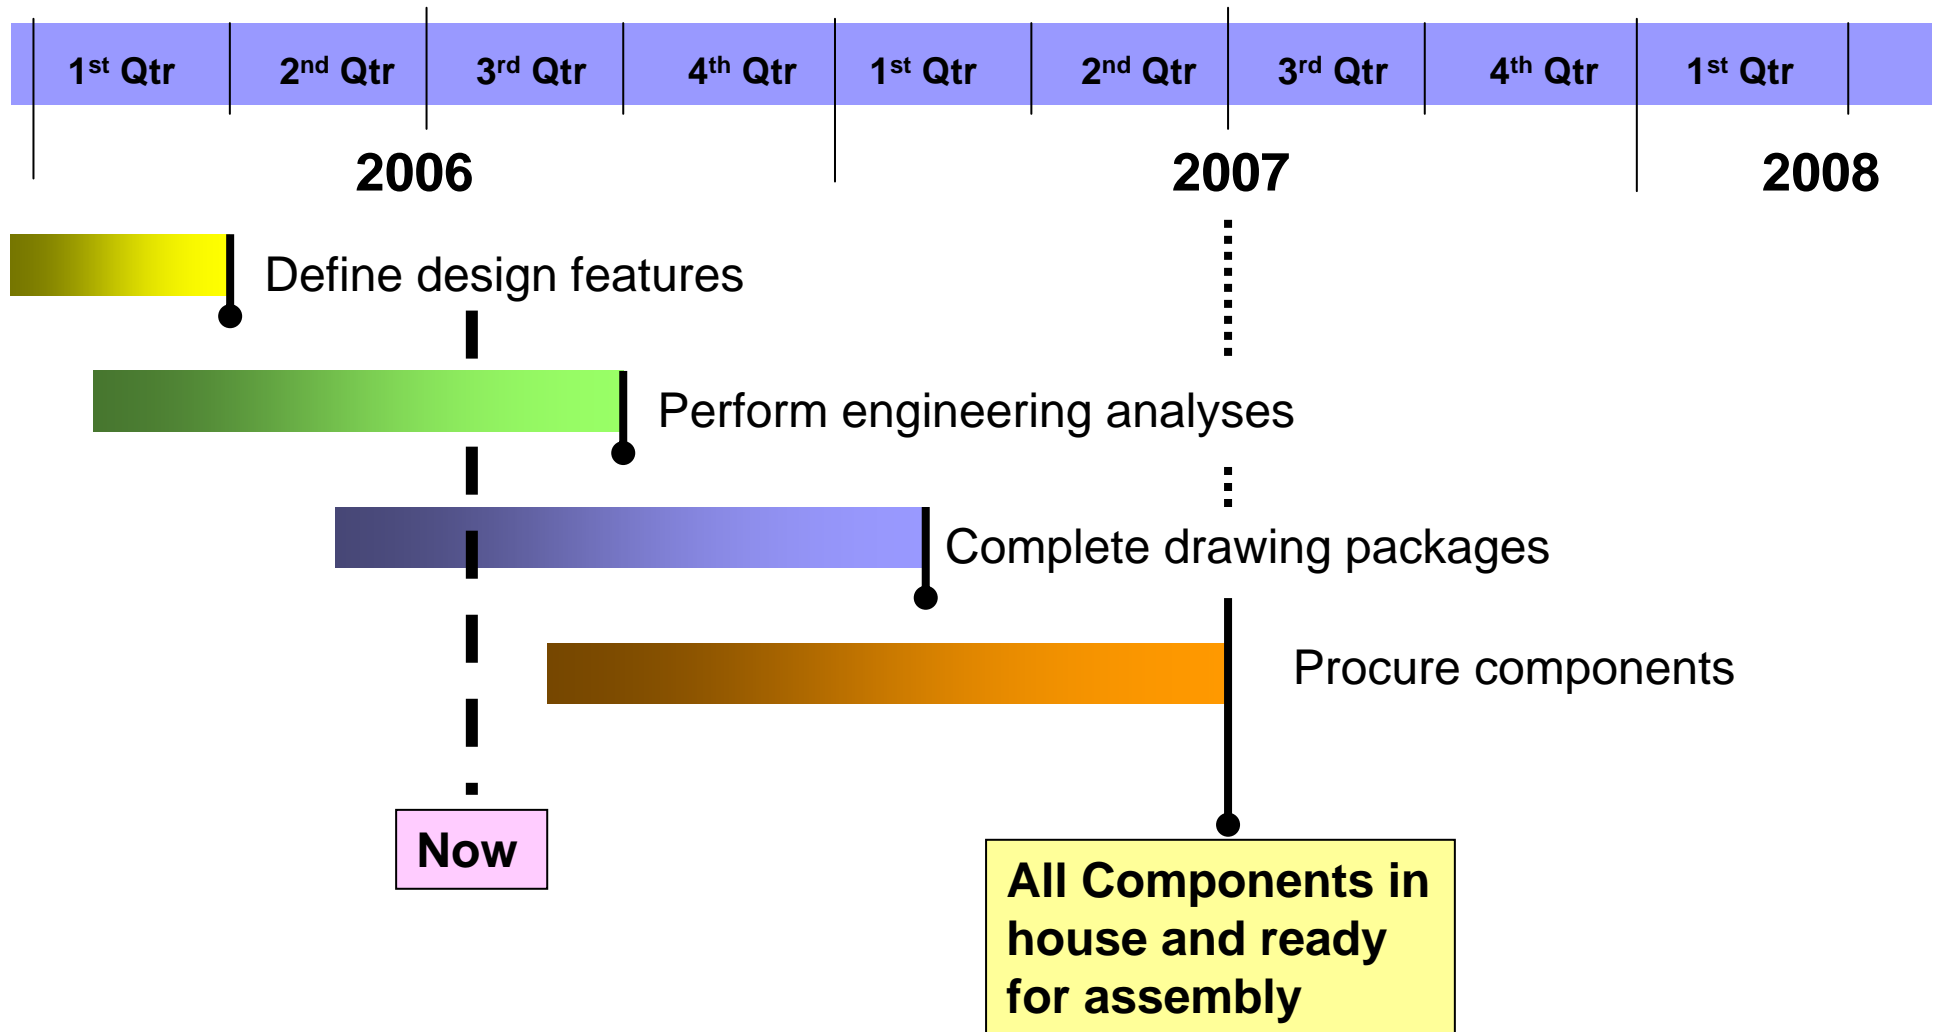 1st Qtr 2nd Qtr 3rd Qtr 4th Qtr 1st Qtr 2nd Qtr 3rd Qtr 4th Qtr 1st Qtr
2006 2007 2008
Define design features
Perform engineering analyses
Complete drawing packages
Procure components
Now
All Components in
house and ready
for assembly